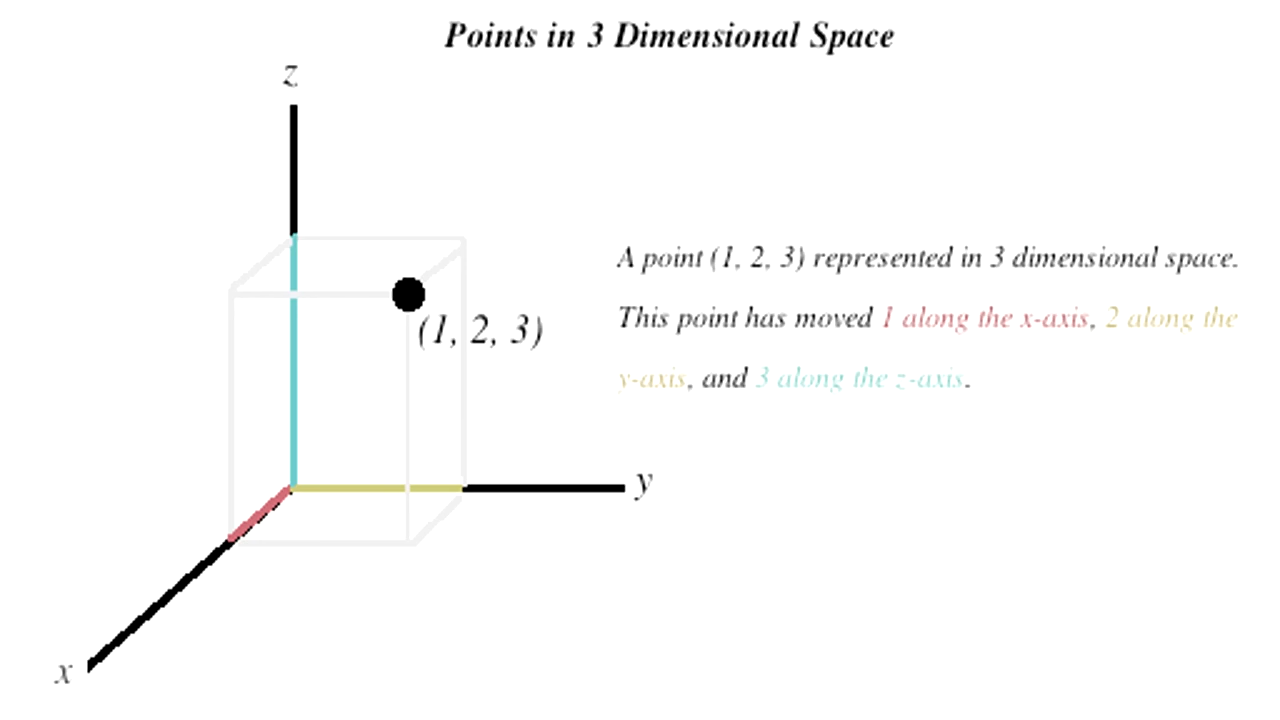 Points in 3 Dimensional Space
z
A point (1, 2, 3) represented in 3 dimensional space.
(1, 2, 3)
This point has moved 1 along the x-axis, 2 along the
y-axis, and 3 along the z-axis.
y
x